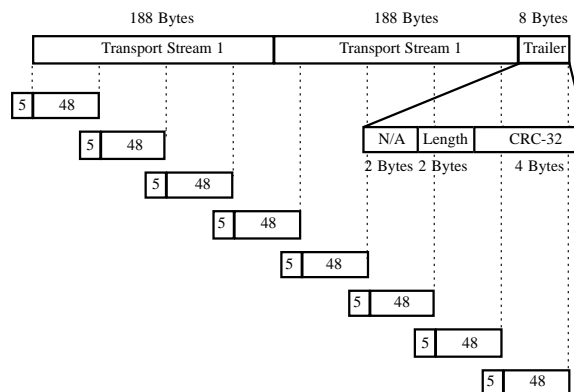 188 Bytes 188 Bytes 8 Bytes
Transport Stream 1 Transport Stream 1 Trailer
5 48
N/A Length CRC-32
5 48
2 Bytes 2 Bytes 4 Bytes
5 48
5 48
5 48
5 48
5 48
5 48